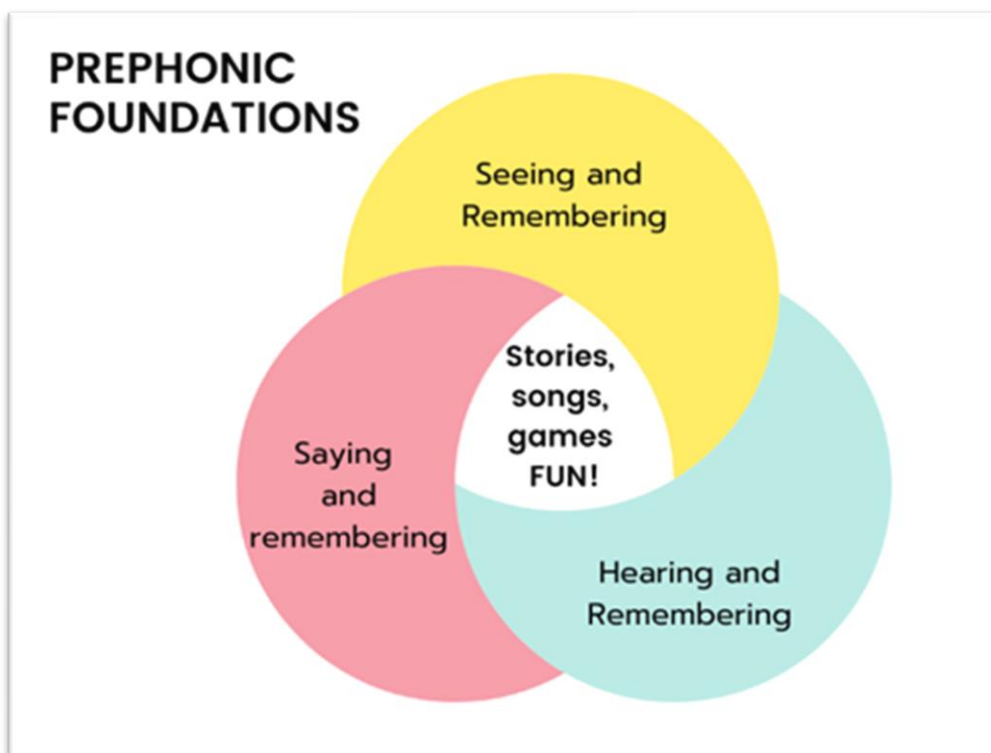 PREPHONIC
FOUNDATIONS
Seeing and
Remembering
Stories,
songs,
games
FUN!
Saying
and
remembering
Hearing and
Remembering